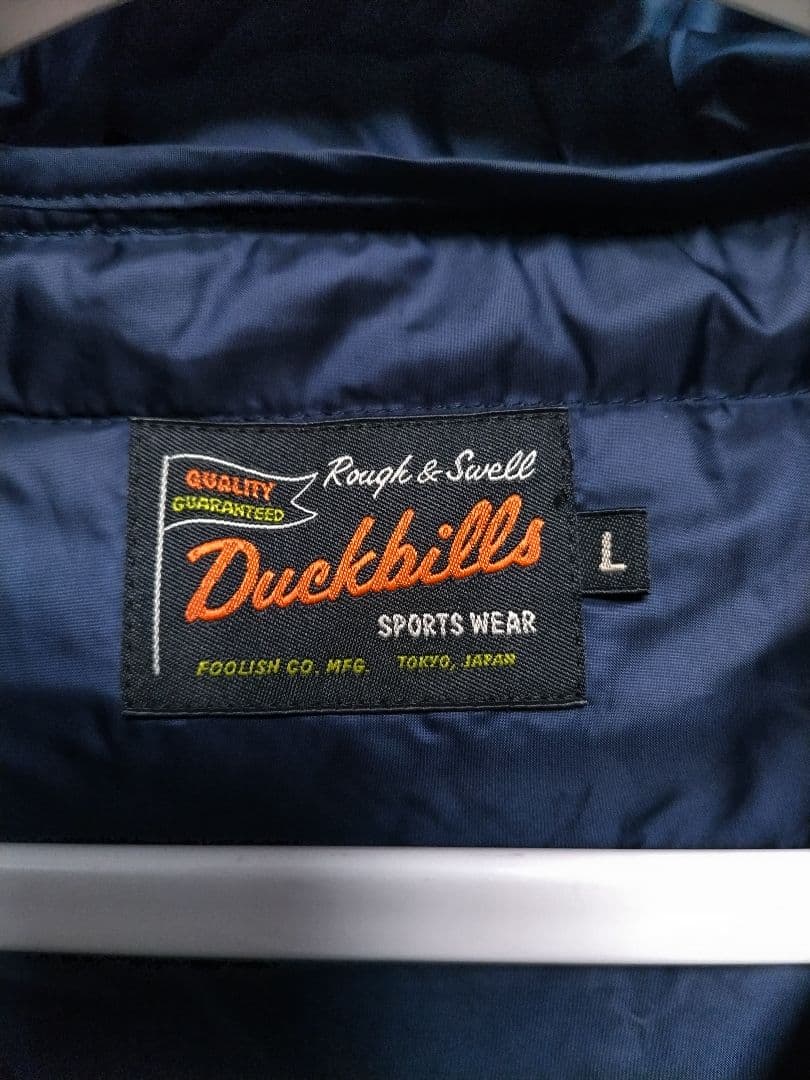 Rough & Swell
QUALITY
GUARANTEED
Duckbills
SPORTS WEAR
FOOLISH CO. MFG. TOKYO, JAPAN
L